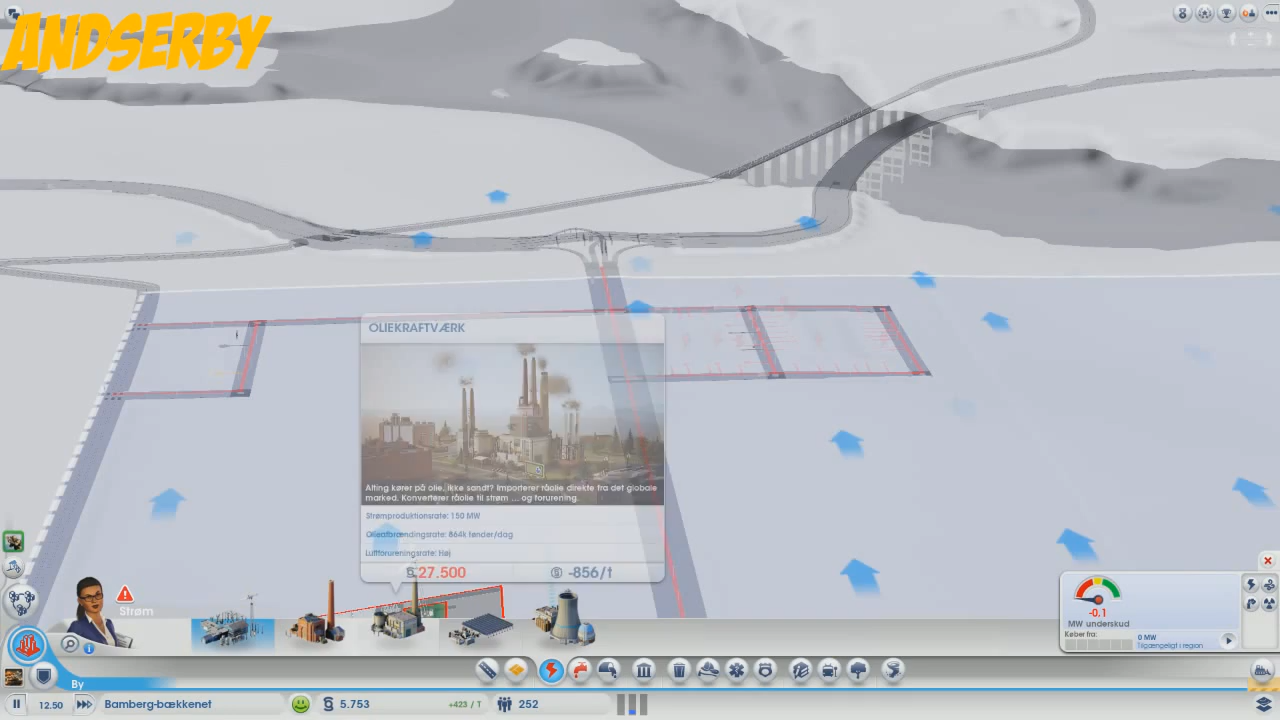 ANDSERBY
OLIEKRAFTVÆRK
Alting kører på olie, ikke sandt? Importerer råolie direkte fra det globale
marked. Konverterer råolie til strøm ... og forurening.
Strømproduktionsrate: 150 MW
Olieafbrændingsrate: 864k tønder/dag
Luftforureningsrate: Høj
27.500
-856/t
Strøm
-0.1
MW underskud
Køber fra:
0 MW
Tilgængeligt i region
By
12.50
Bamberg-bækkenet
5.753
+423 / T
252